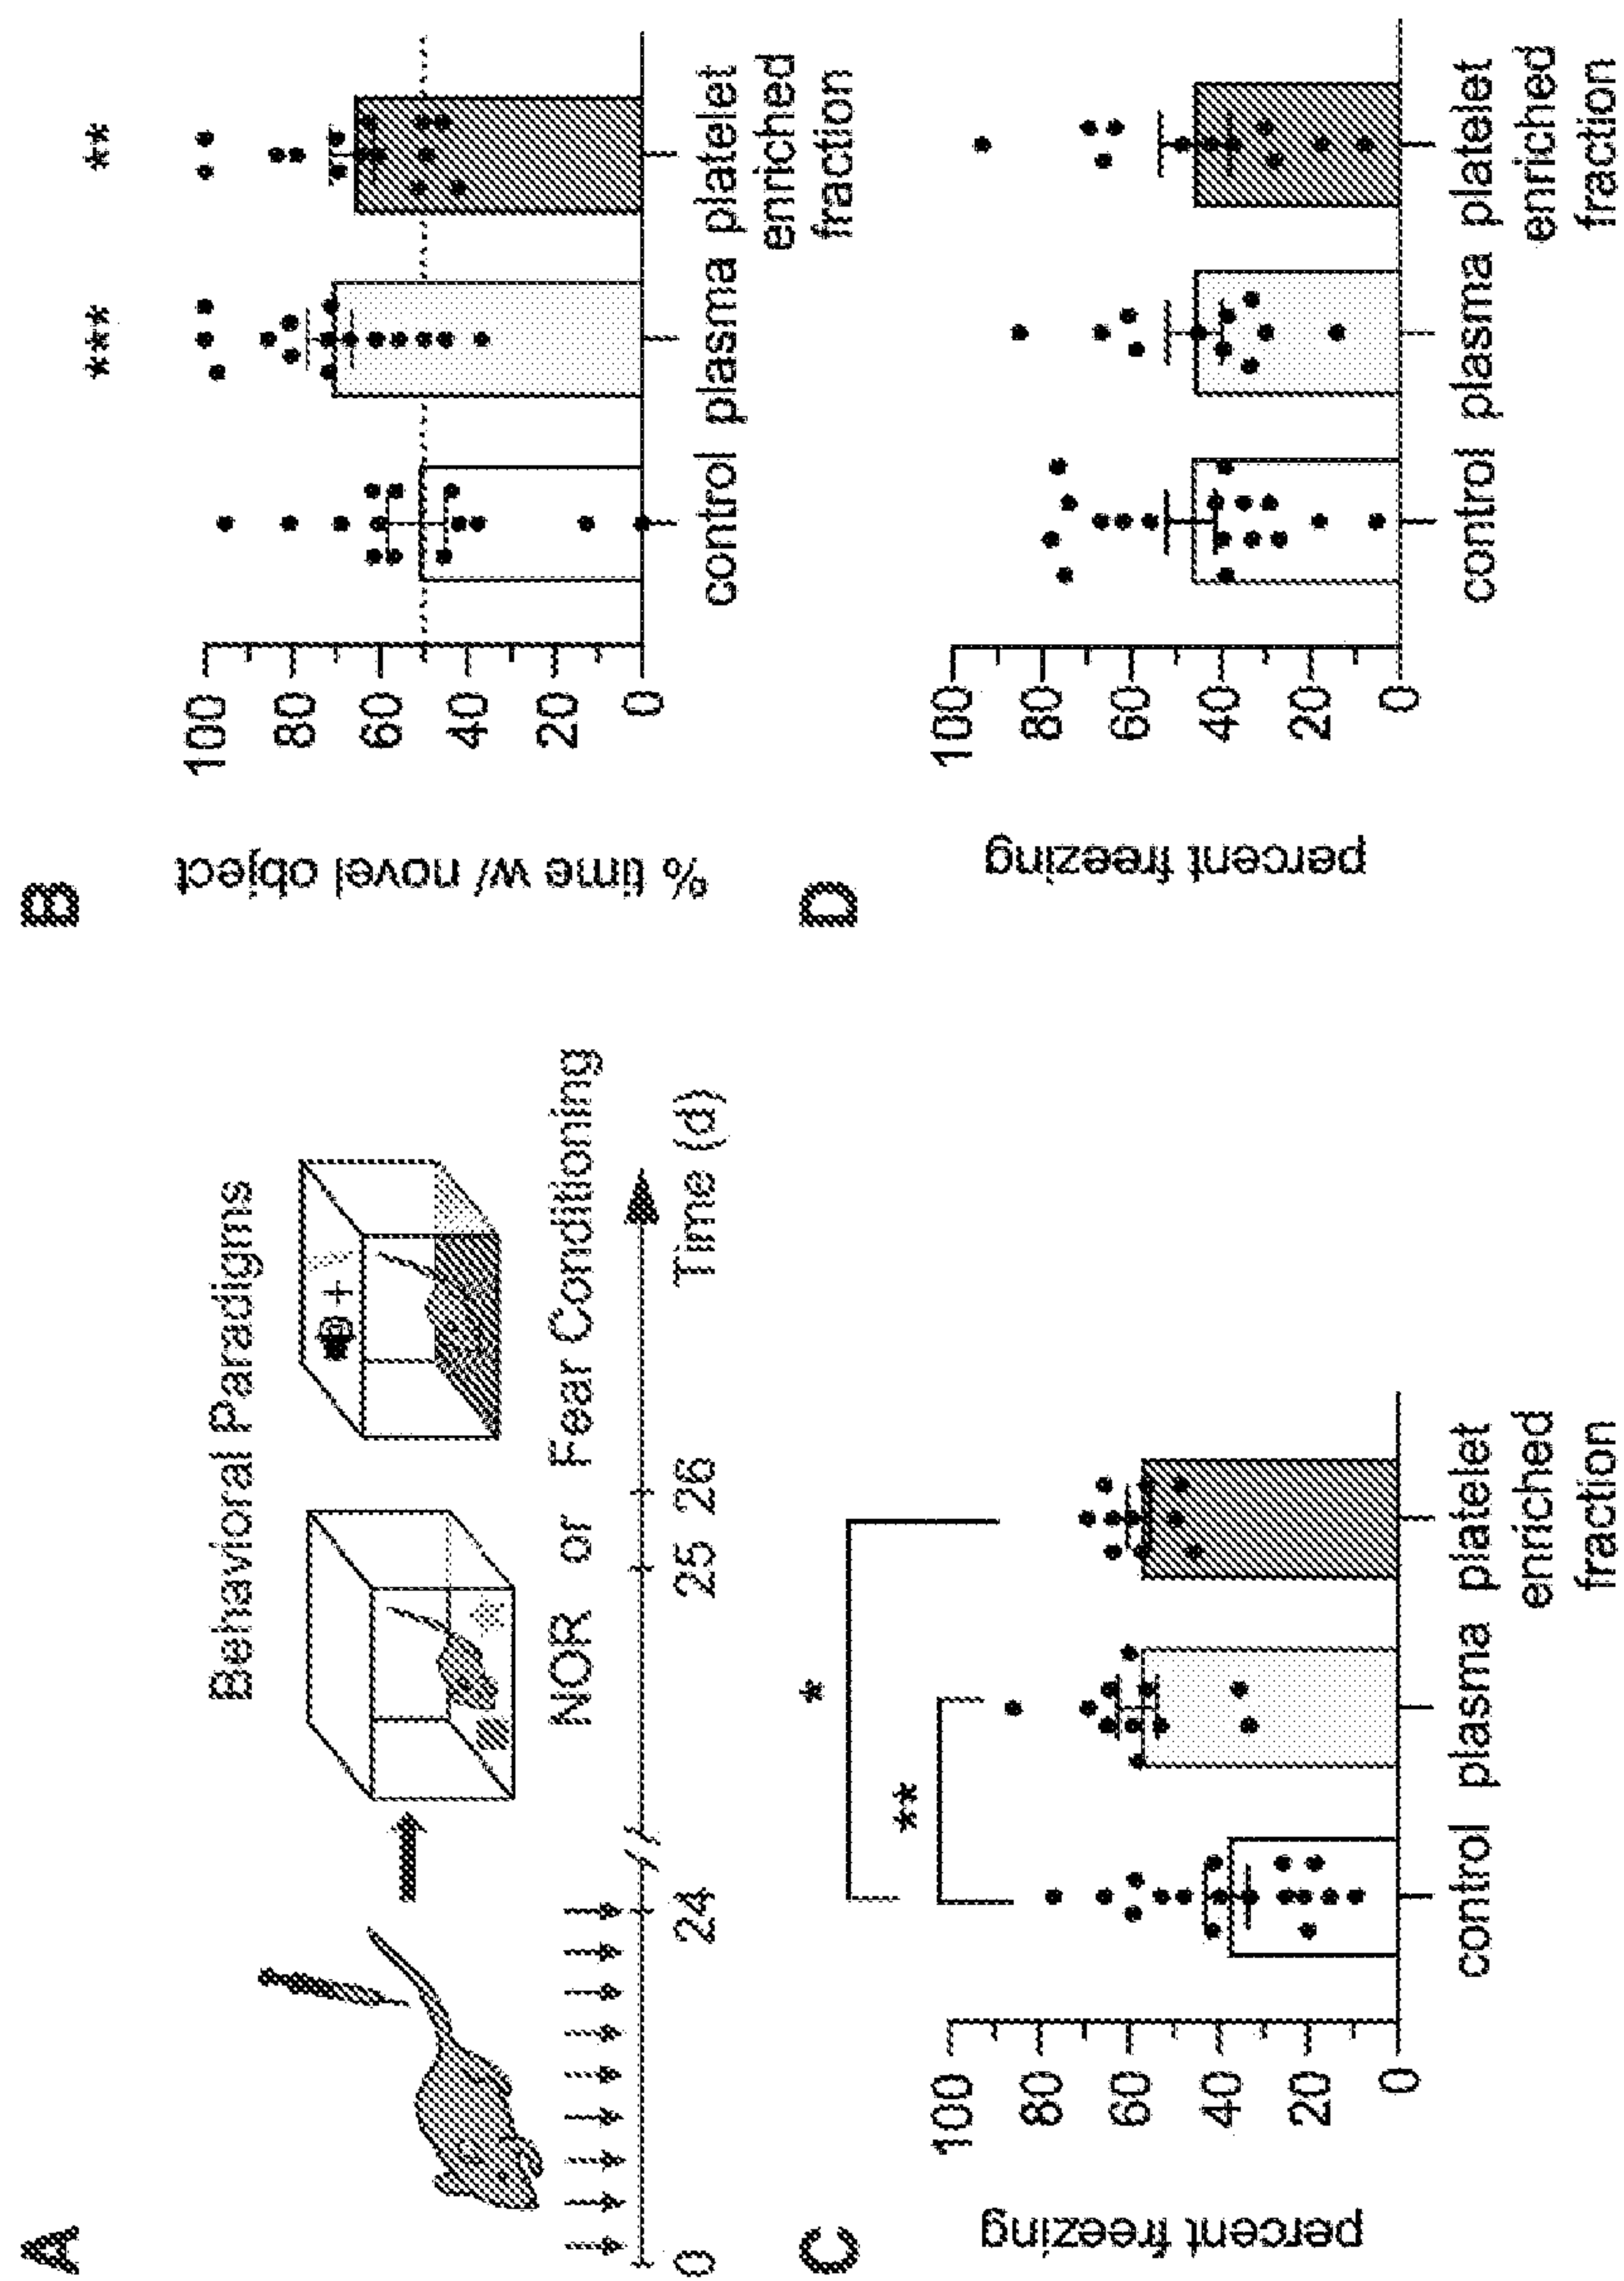 A
Behavioral Paradigms
+
NOR or Fear Conditioning
0 24 25 26
Time (d)
B
% time w/ novel object
100
80
60
40
20
0
***
**
control plasma platelet
enriched
fraction
C
percent freezing
100
80
60
40
20
0
*
**
control plasma platelet
enriched
fraction
D
percent freezing
100
80
60
40
20
0
control plasma platelet
enriched
fraction